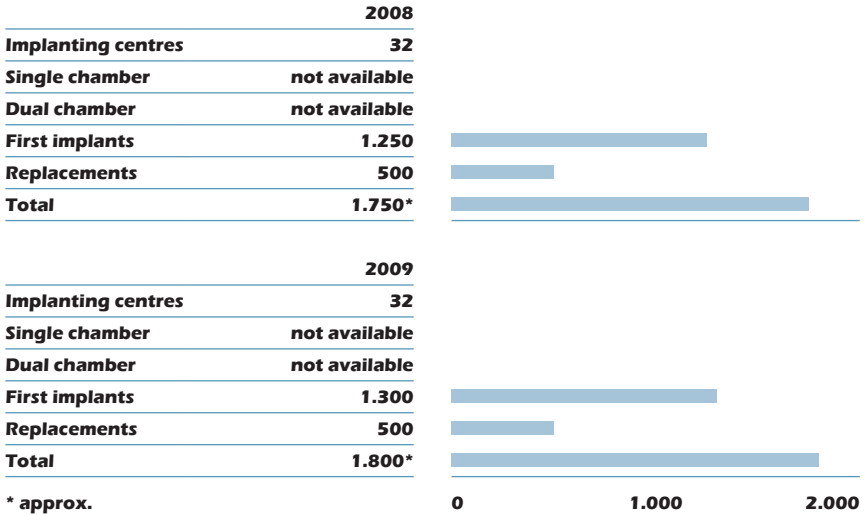 2008
Implanting centres 32
Single chamber not available
Dual chamber not available
First implants 1.250
Replacements 500
Total 1.750*
2009
Implanting centres 32
Single chamber not available
Dual chamber not available
First implants 1.300
Replacements 500
Total 1.800*
* approx. 0 1.000 2.000